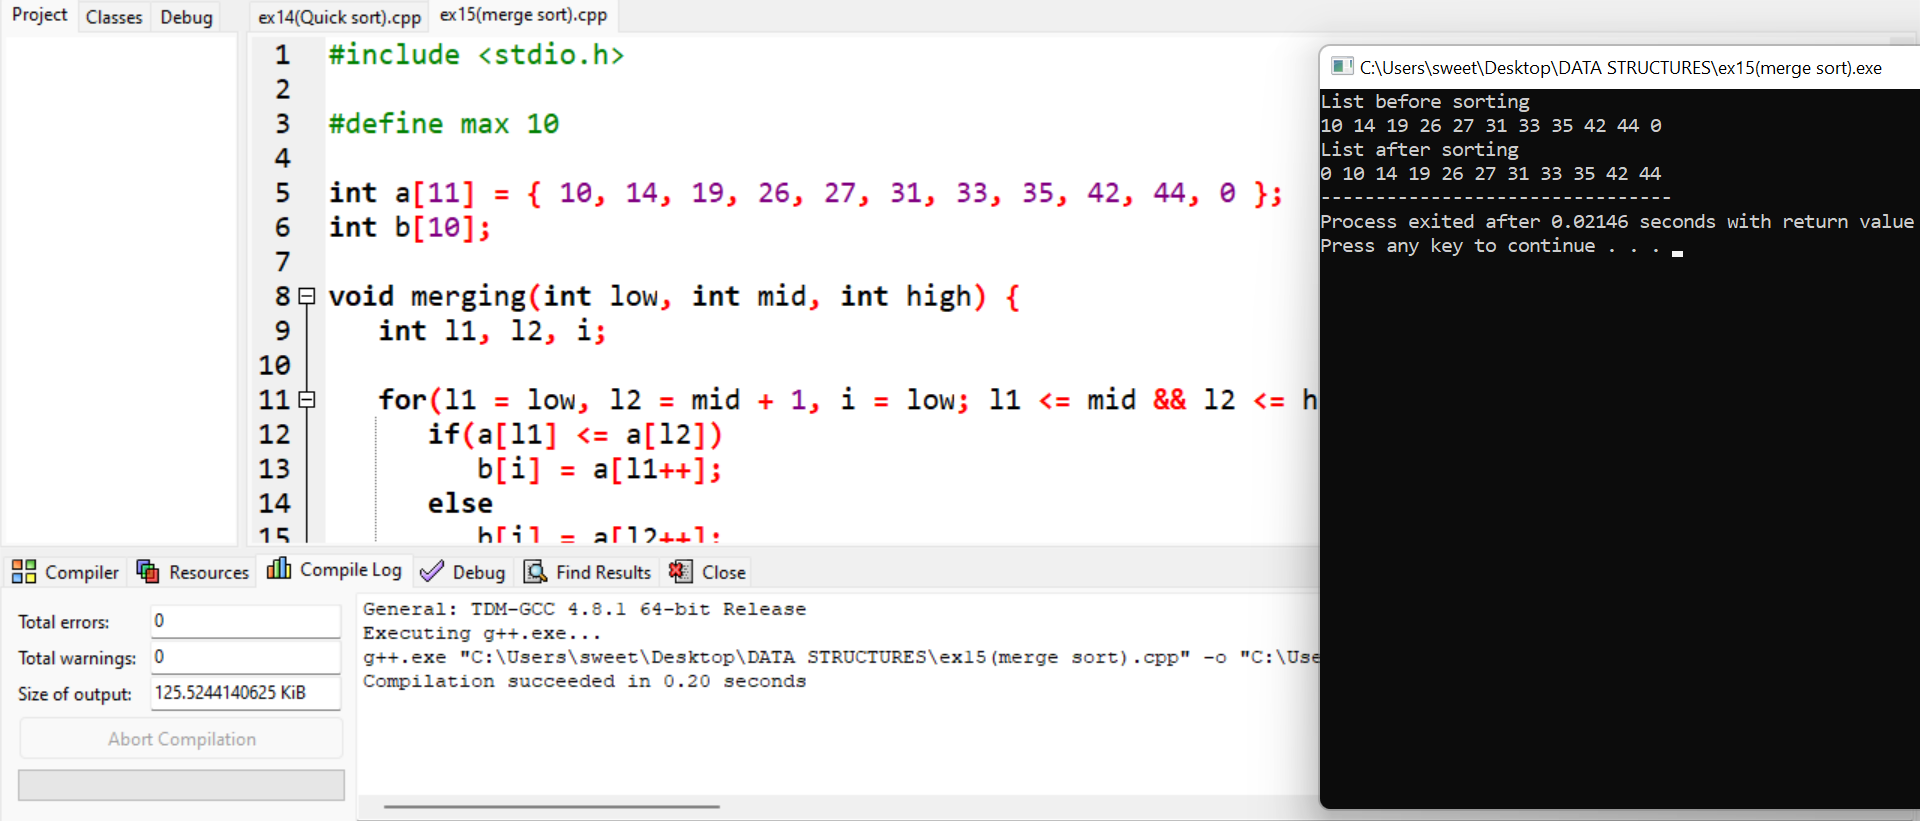 Project Classes Debug
ex14(Quick sort).cpp ex15(merge sort).cpp
1 #include <stdio.h>
2
3 #define max 10
4
5 int a[11] = { 10, 14, 19, 26, 27, 31, 33, 35, 42, 44, 0 };
6 int b[10];
7
8 void merging(int low, int mid, int high) {
9 int l1, l2, i;
10
11 for(l1 = low, l2 = mid + 1, i = low; l1 <= mid && l2 <= h
12 if(a[l1] <= a[l2])
13 b[i] = a[l1++];
14 else
15 b[i] = a[l2++];
C:\Users\sweet\Desktop\DATA STRUCTURES\ex15(merge sort).exe
List before sorting
10 14 19 26 27 31 33 35 42 44 0
List after sorting
0 10 14 19 26 27 31 33 35 42 44
--------------------------------
Process exited after 0.02146 seconds with return value
Press any key to continue . . .
Compiler Resources Compile Log Debug Find Results Close
Total errors: 0
Total warnings: 0
Size of output: 125.5244140625 KiB
Abort Compilation
General: TDM-GCC 4.8.1 64-bit Release
Executing g++.exe...
g++.exe "C:\Users\sweet\Desktop\DATA STRUCTURES\ex15(merge sort).cpp" -o "C:\Use
Compilation succeeded in 0.20 seconds